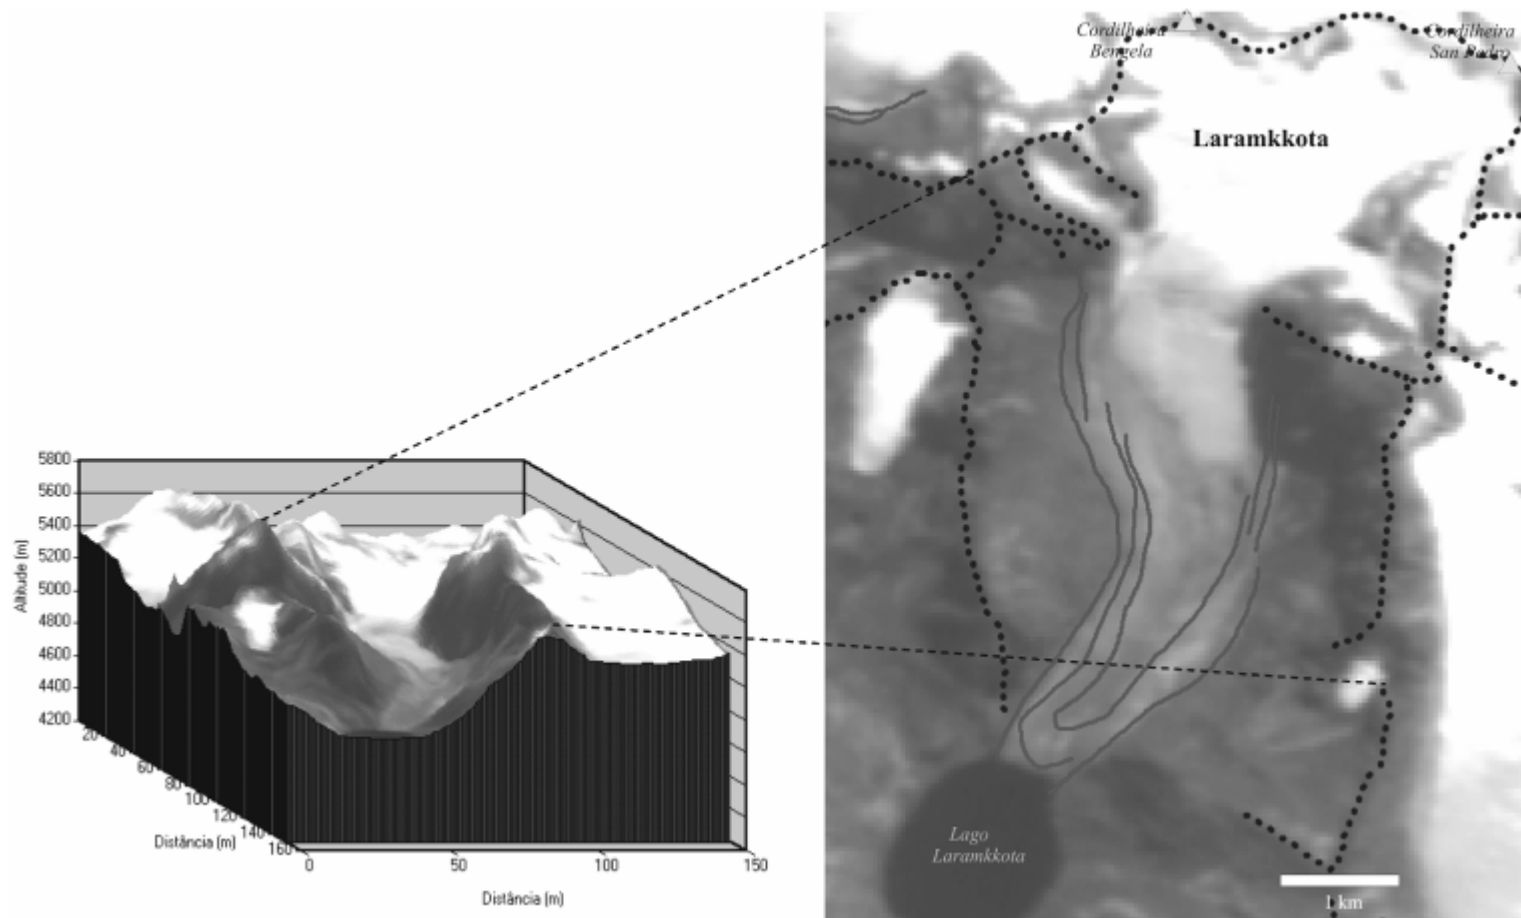 Cordilheira
Bengela
Cordilheira
San Pedro
Laramkkota
5800
5600
5400
5200
5000
4800
4600
4400
4200
Altitude (m)
20
40
60
80
100
120
140
160
Distância (m)
0
50
100
150
Distância (m)
Lago
Laramkkota
1 km